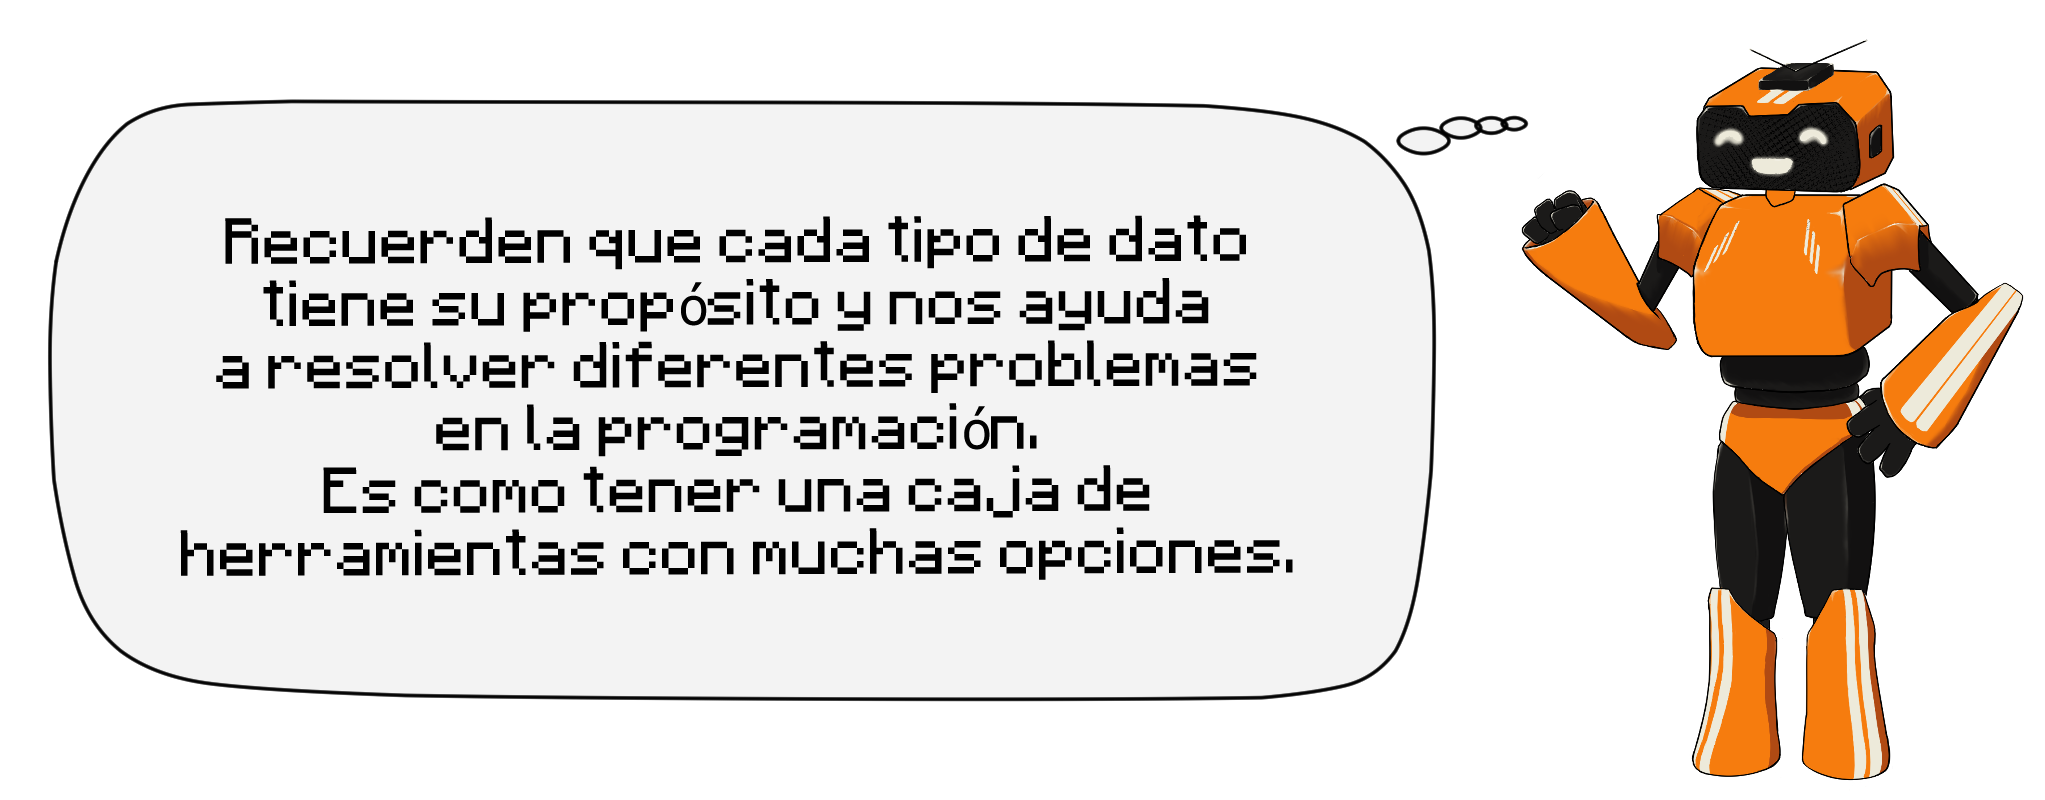 Recuerden que cada tipo de dato
tiene su propósito y nos ayuda
a resolver diferentes problemas
en la programación.
Es como tener una caja de
herramientas con muchas opciones.